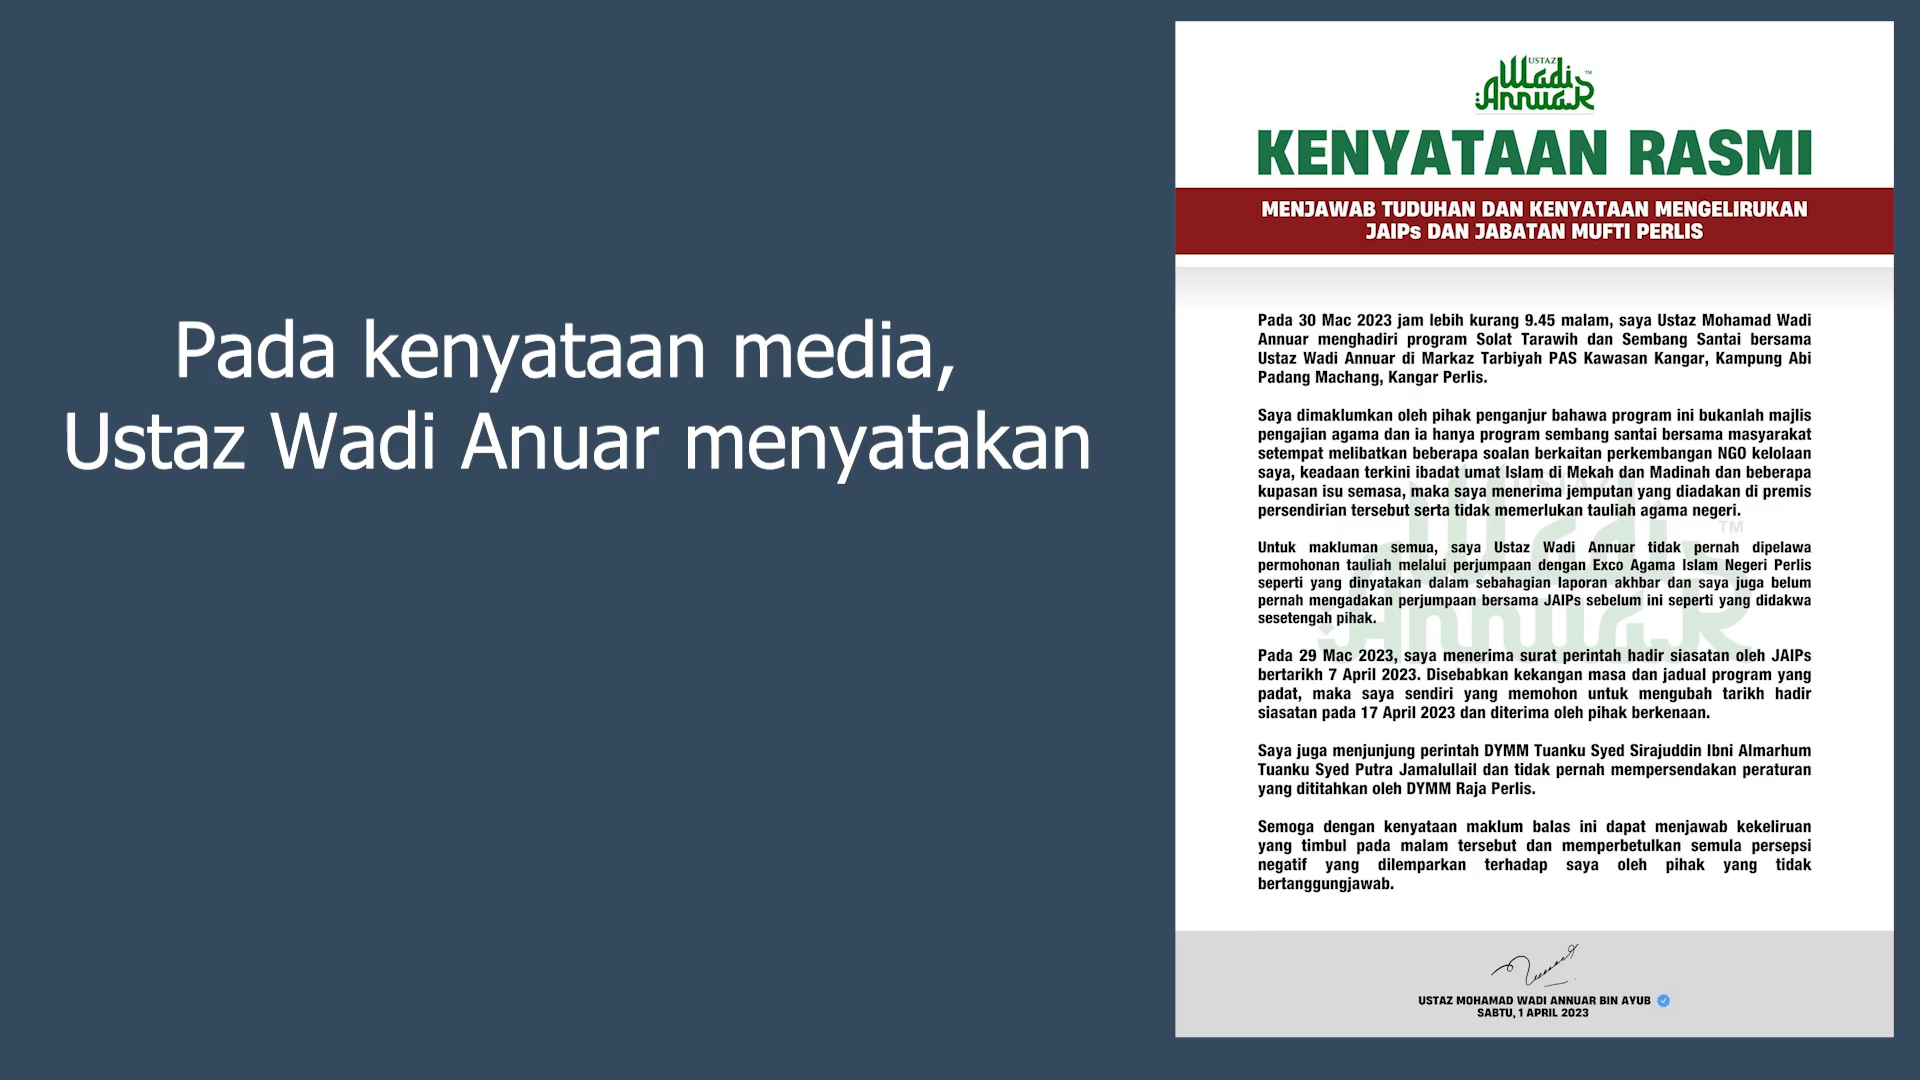 Pada kenyataan media,
Ustaz Wadi Anuar menyatakan
USTAZ
Wadi
Annuar
TM
KENYATAAN RASMI
MENJAWAB TUDUHAN DAN KENYATAAN MENGELIRUKAN
JAIPs DAN JABATAN MUFTI PERLIS
Pada 30 Mac 2023 jam lebih kurang 9.45 malam, saya Ustaz Mohamad Wadi
Annuar menghadiri program Solat Tarawih dan Sembang Santai bersama
Ustaz Wadi Annuar di Markaz Tarbiyah PAS Kawasan Kangar, Kampung Abi
Padang Machang, Kangar Perlis.
Saya dimaklumkan oleh pihak penganjur bahawa program ini bukanlah majlis
pengajian agama dan ia hanya program sembang santai bersama masyarakat
setempat melibatkan beberapa soalan berkaitan perkembangan NGO kelolaan
saya, keadaan terkini ibadat umat Islam di Mekah dan Madinah dan beberapa
kupasan isu semasa, maka saya menerima jemputan yang diadakan di premis
persendirian tersebut serta tidak memerlukan tauliah agama negeri.
Untuk makluman semua, saya Ustaz Wadi Annuar tidak pernah dipelawa
permohonan tauliah melalui perjumpaan dengan Exco Agama Islam Negeri Perlis
seperti yang dinyatakan dalam sebahagian laporan akhbar dan saya juga belum
pernah mengadakan perjumpaan bersama JAIPs sebelum ini seperti yang didakwa
sesetengah pihak.
Pada 29 Mac 2023, saya menerima surat perintah hadir siasatan oleh JAIPs
bertarikh 7 April 2023. Disebabkan kekangan masa dan jadual program yang
padat, maka saya sendiri yang memohon untuk mengubah tarikh hadir
siasatan pada 17 April 2023 dan diterima oleh pihak berkenaan.
Saya juga menjunjung perintah DYMM Tuanku Syed Sirajuddin Ibni Almarhum
Tuanku Syed Putra Jamalullail dan tidak pernah mempersendakan peraturan
yang dititahkan oleh DYMM Raja Perlis.
Semoga dengan kenyataan maklum balas ini dapat menjawab kekeliruan
yang timbul pada malam tersebut dan memperbetulkan semula persepsi
negatif yang dilemparkan terhadap saya oleh pihak yang tidak
bertanggungjawab.
USTAZ MOHAMAD WADI ANNUAR BIN AYUB
SABTU, 1 APRIL 2023